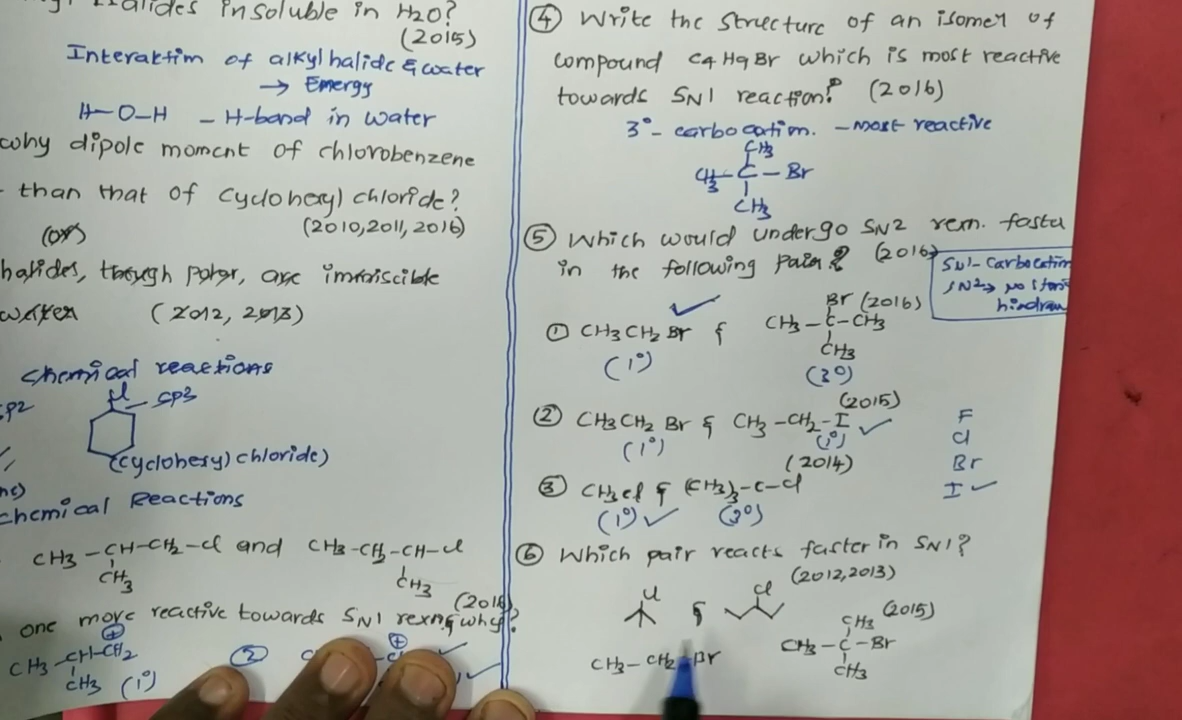 insoluble in H2O?
(2015)
Interaktim of alkyl halide & water
→ Emergy
H-O-H - H-band in water
why dipole moment of chlorobenzene
than that of cyclohexyl chloride?
(or) (2010,2011, 2016)
halides, though polar, are immiscible
water (2012, 2013)
chemical reactions
Cl
SP3
(cyclohexyl chloride)
chemical Reactions
CH3-CH-CH2-Cl and CH3-CH2-CH-Cl
CH3 CH3
one more reactive towards SN1 rexn & why?
⊕ ⊕
CH3-CH-CH2 ②
CH3 (1°)
④ Write the structure of an isomer of
compound C4H9Br which is most reactive
towards SN1 reaction? (2016)
3°- carbocation. - most reactive
CH3
CH3-C-Br
CH3
⑤ Which would undergo SN2 rexn. faster
in the following pair? (2016)
SN1-Carbocation
SN2→ no
① CH3CH2Br & CH3-C-CH3
Br (2016)
CH3
(1°) (3°)
(2015)
② CH3CH2Br & CH3-CH2-I
(1°) (1°)
(2014)
③ CH3Cl & (CH3)3-C-Cl
(1°) (3°)
F
Cl
Br
I
⑥ Which pair reacts faster in SN1?
(2012,2013)
Cl & Cl
CH3-CH2-Br
CH3 (2015)
CH3-C-Br
CH3